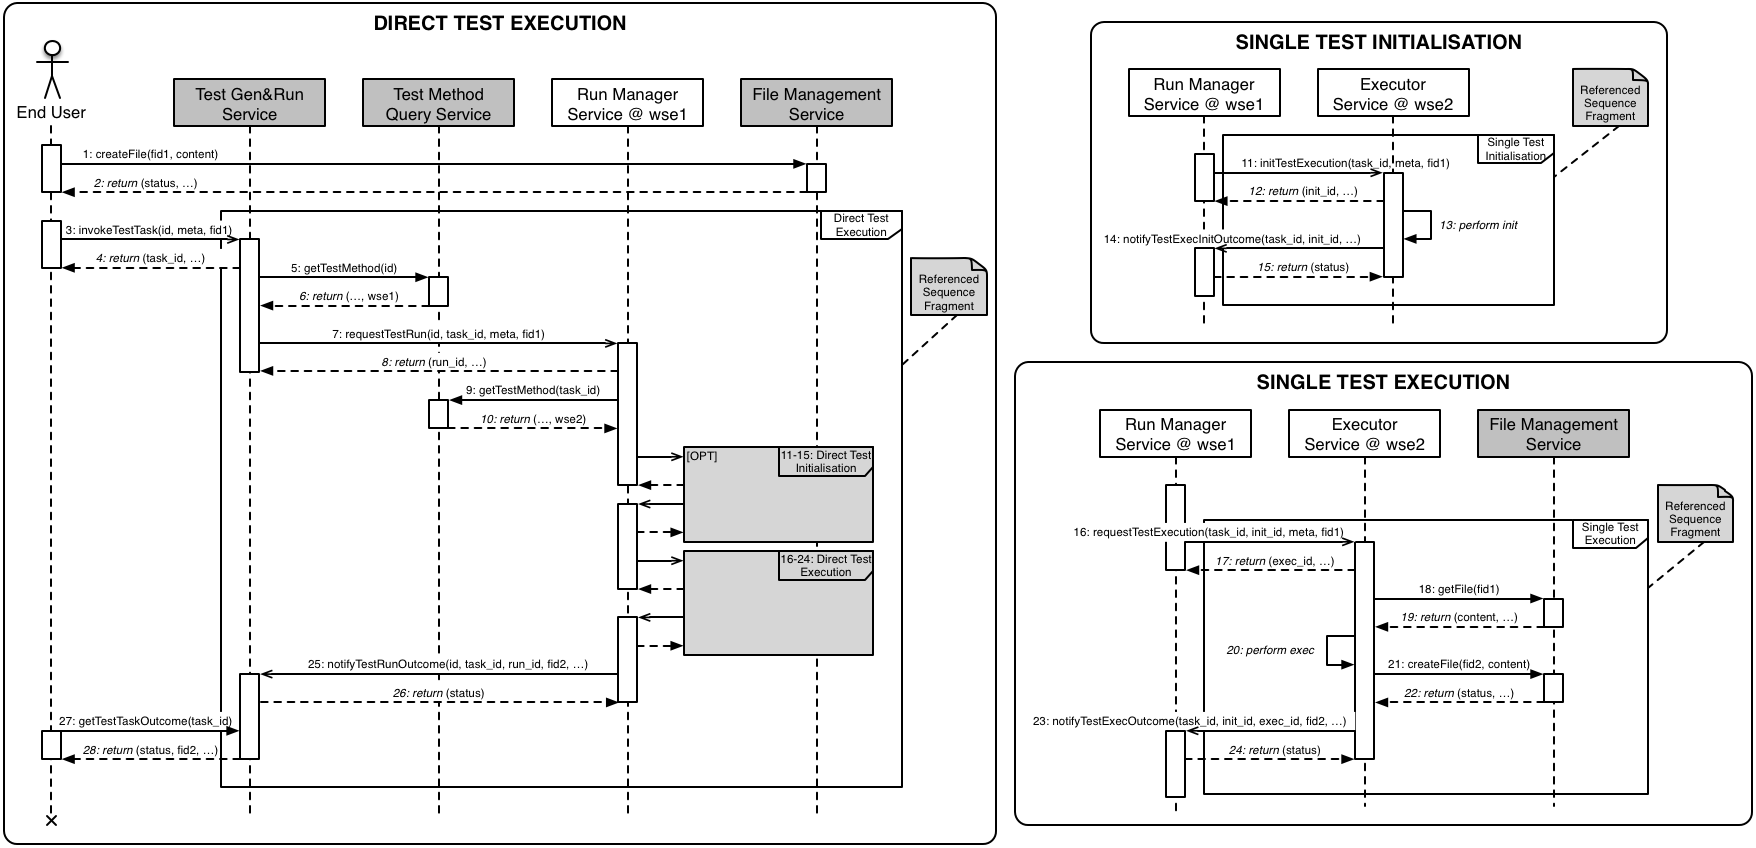 DIRECT TEST EXECUTION
End User
Test Gen&Run
Service
Test Method
Query Service
Run Manager
Service @ wse1
File Management
Service
1: createFile(fid1, content)
2: return (status, ...)
Direct Test
Execution
3: invokeTestTask(id, meta, fid1)
4: return (task_id, ...)
5: getTestMethod(id)
6: return (..., wse1)
Referenced
Sequence
Fragment
7: requestTestRun(id, task_id, meta, fid1)
8: return (run_id, ...)
9: getTestMethod(task_id)
10: return (..., wse2)
[OPT]
11-15: Direct Test
Initialisation
16-24: Direct Test
Execution
25: notifyTestRunOutcome(id, task_id, run_id, fid2, ...)
26: return (status)
27: getTestTaskOutcome(task_id)
28: return (status, fid2, ...)
SINGLE TEST INITIALISATION
Run Manager
Service @ wse1
Executor
Service @ wse2
Referenced
Sequence
Fragment
Single Test
Initialisation
11: initTestExecution(task_id, meta, fid1)
12: return (init_id, ...)
13: perform init
14: notifyTestExecInitOutcome(task_id, init_id, ...)
15: return (status)
SINGLE TEST EXECUTION
Run Manager
Service @ wse1
Executor
Service @ wse2
File Management
Service
Referenced
Sequence
Fragment
Single Test
Execution
16: requestTestExecution(task_id, init_id, meta, fid1)
17: return (exec_id, ...)
18: getFile(fid1)
19: return (content, ...)
20: perform exec
21: createFile(fid2, content)
22: return (status, ...)
23: notifyTestExecOutcome(task_id, init_id, exec_id, fid2, ...)
24: return (status)